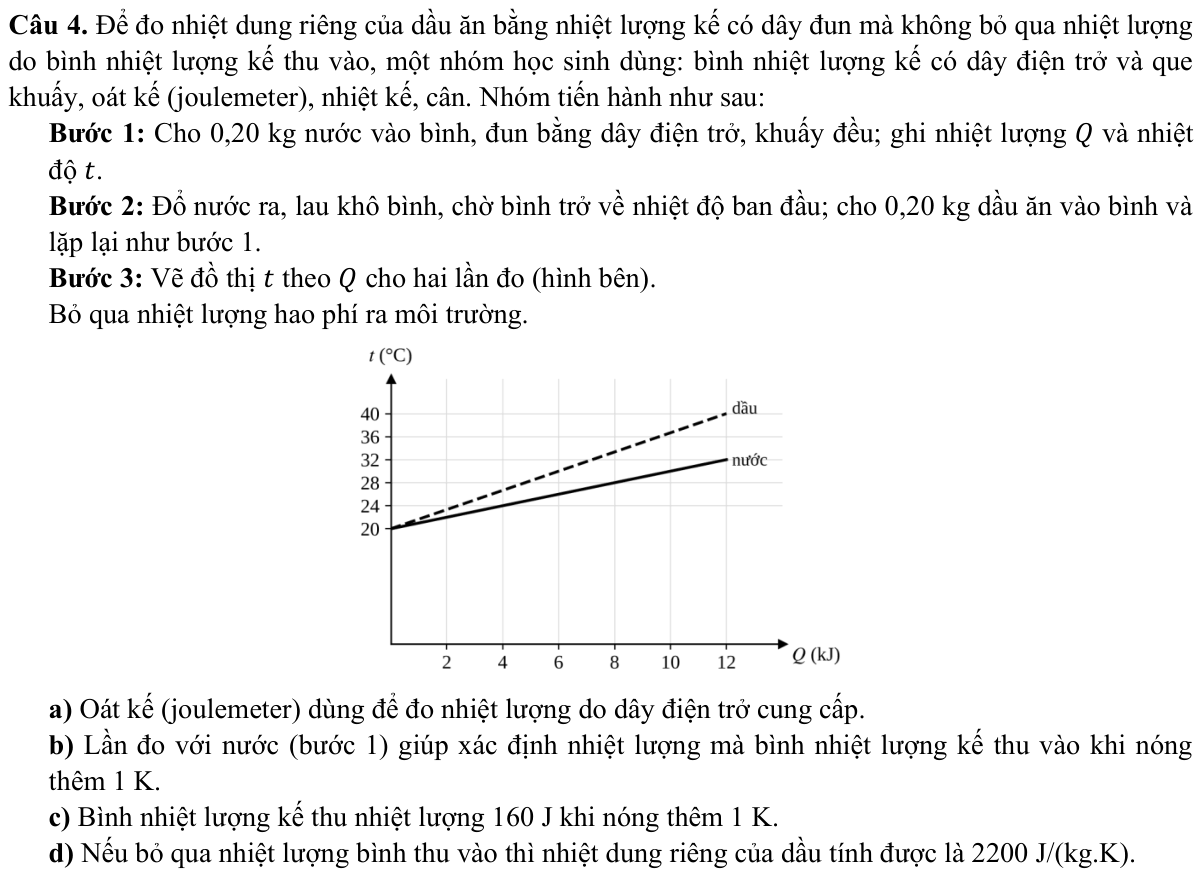 Câu 4. Để đo nhiệt dung riêng của dầu ăn bằng nhiệt lượng kế có dây đun mà không bỏ qua nhiệt lượng
do bình nhiệt lượng kế thu vào, một nhóm học sinh dùng: bình nhiệt lượng kế có dây điện trở và que
khuấy, oát kế (joulemeter), nhiệt kế, cân. Nhóm tiến hành như sau:
Bước 1: Cho 0,20 kg nước vào bình, đun bằng dây điện trở, khuấy đều; ghi nhiệt lượng Q và nhiệt
độ t.
Bước 2: Đổ nước ra, lau khô bình, chờ bình trở về nhiệt độ ban đầu; cho 0,20 kg dầu ăn vào bình và
lặp lại như bước 1.
Bước 3: Vẽ đồ thị t theo Q cho hai lần đo (hình bên).
Bỏ qua nhiệt lượng hao phí ra môi trường.
t (°C)
40
36
32
28
24
20
dầu
nước
2 4 6 8 10 12
Q (kJ)
a) Oát kế (joulemeter) dùng để đo nhiệt lượng do dây điện trở cung cấp.
b) Lần đo với nước (bước 1) giúp xác định nhiệt lượng mà bình nhiệt lượng kế thu vào khi nóng
thêm 1 K.
c) Bình nhiệt lượng kế thu nhiệt lượng 160 J khi nóng thêm 1 K.
d) Nếu bỏ qua nhiệt lượng bình thu vào thì nhiệt dung riêng của dầu tính được là 2200 J/(kg.K).